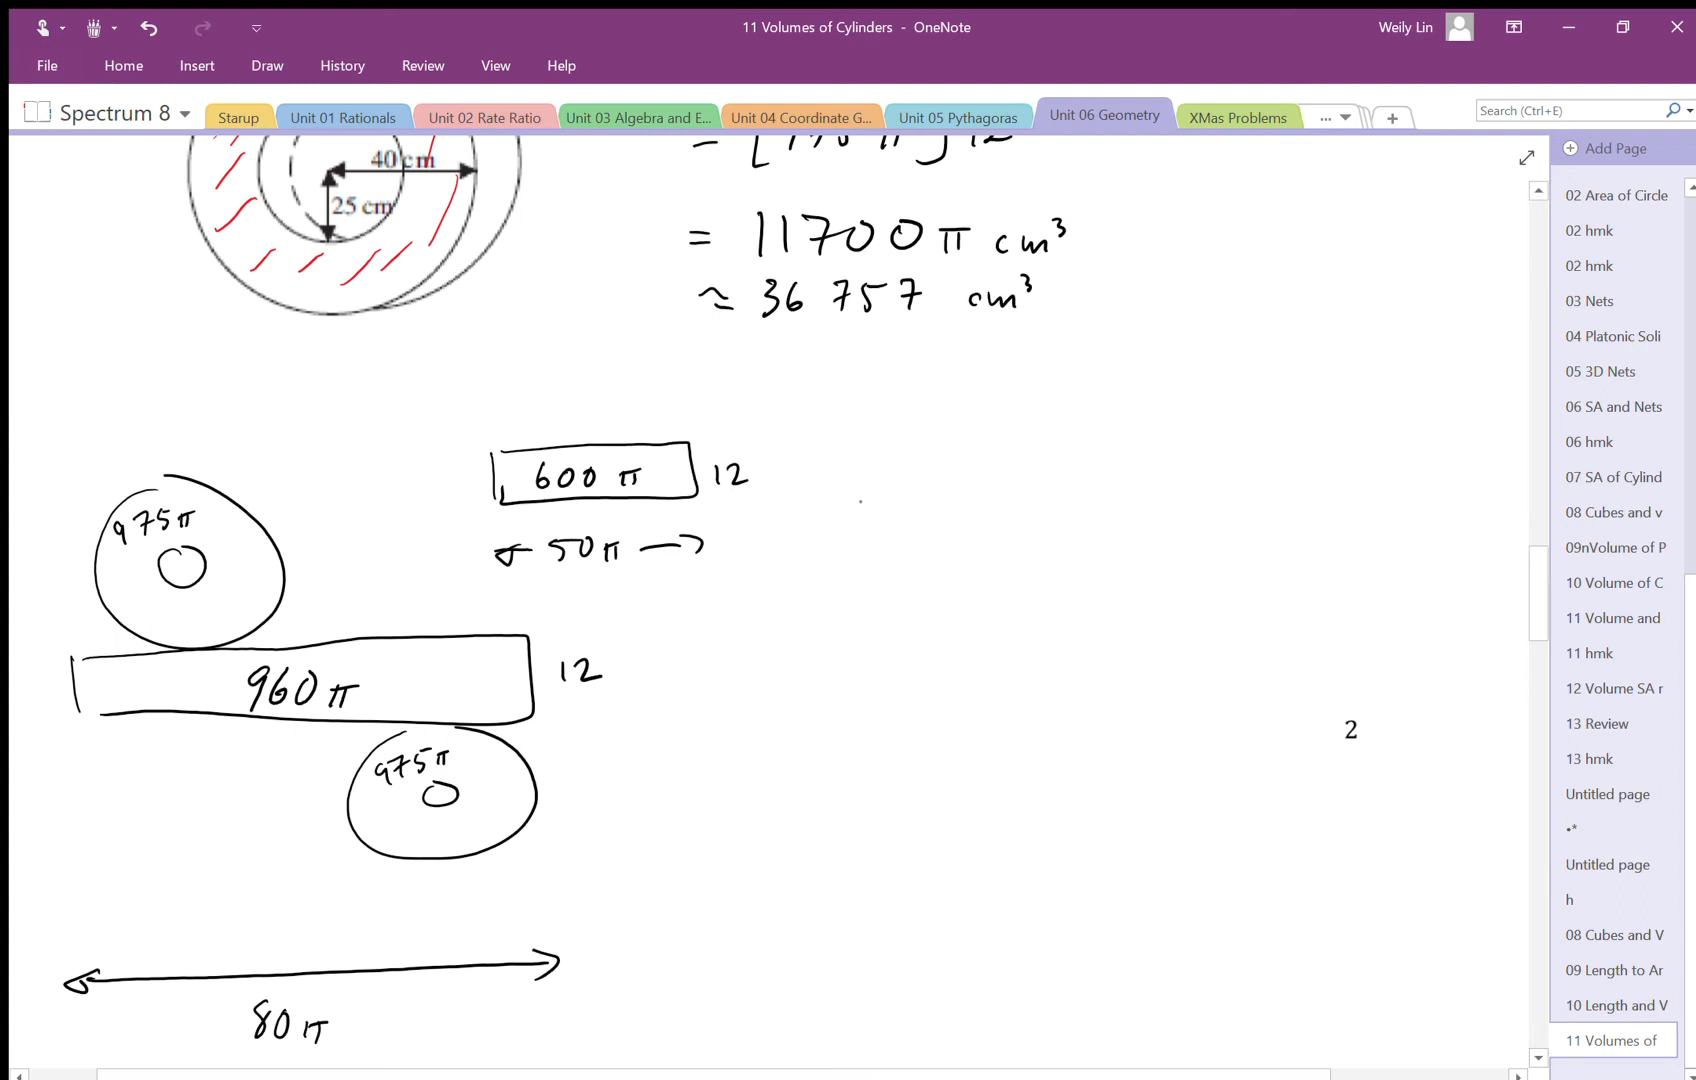 11 Volumes of Cylinders - OneNote
Weily Lin
File Home Insert Draw History Review View Help
Spectrum 8
Starup
Unit 01 Rationals
Unit 02 Rate Ratio
Unit 03 Algebra and E...
Unit 04 Coordinate G...
Unit 05 Pythagoras
Unit 06 Geometry
XMas Problems
...
Search (Ctrl+E)
Add Page
02 Area of Circle
02 hmk
02 hmk
03 Nets
04 Platonic Soli
05 3D Nets
06 SA and Nets
06 hmk
07 SA of Cylind
08 Cubes and v
09nVolume of P
10 Volume of C
11 Volume and
11 hmk
12 Volume SA r
13 Review
13 hmk
Untitled page
•*
Untitled page
h
08 Cubes and V
09 Length to Ar
10 Length and V
11 Volumes of
40 cm
25 cm
= 11700 π cm³
≈ 36 757 cm³
600 π 12
50 π
975 π
960 π 12
975 π
80 π
2